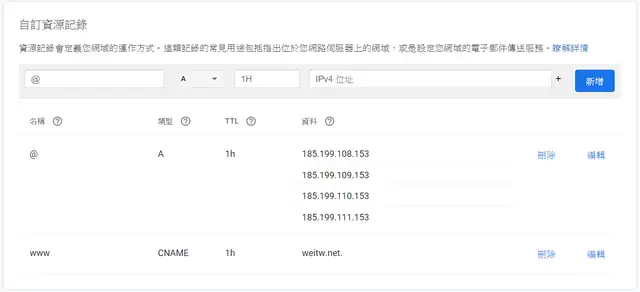 自訂資源記錄
資源記錄會定義您網域的運作方式。這類記錄的常見用途包括指出位於您網路伺服器上的網域，或是設定您網域的電子郵件傳送服務。瞭解詳情
@ A 1H IPv4 位址 + 新增
名稱 ? 類型 ? TTL ? 資料 ?
@ A 1h 185.199.108.153 刪除 編輯
185.199.109.153
185.199.110.153
185.199.111.153
www CNAME 1h weitw.net. 刪除 編輯